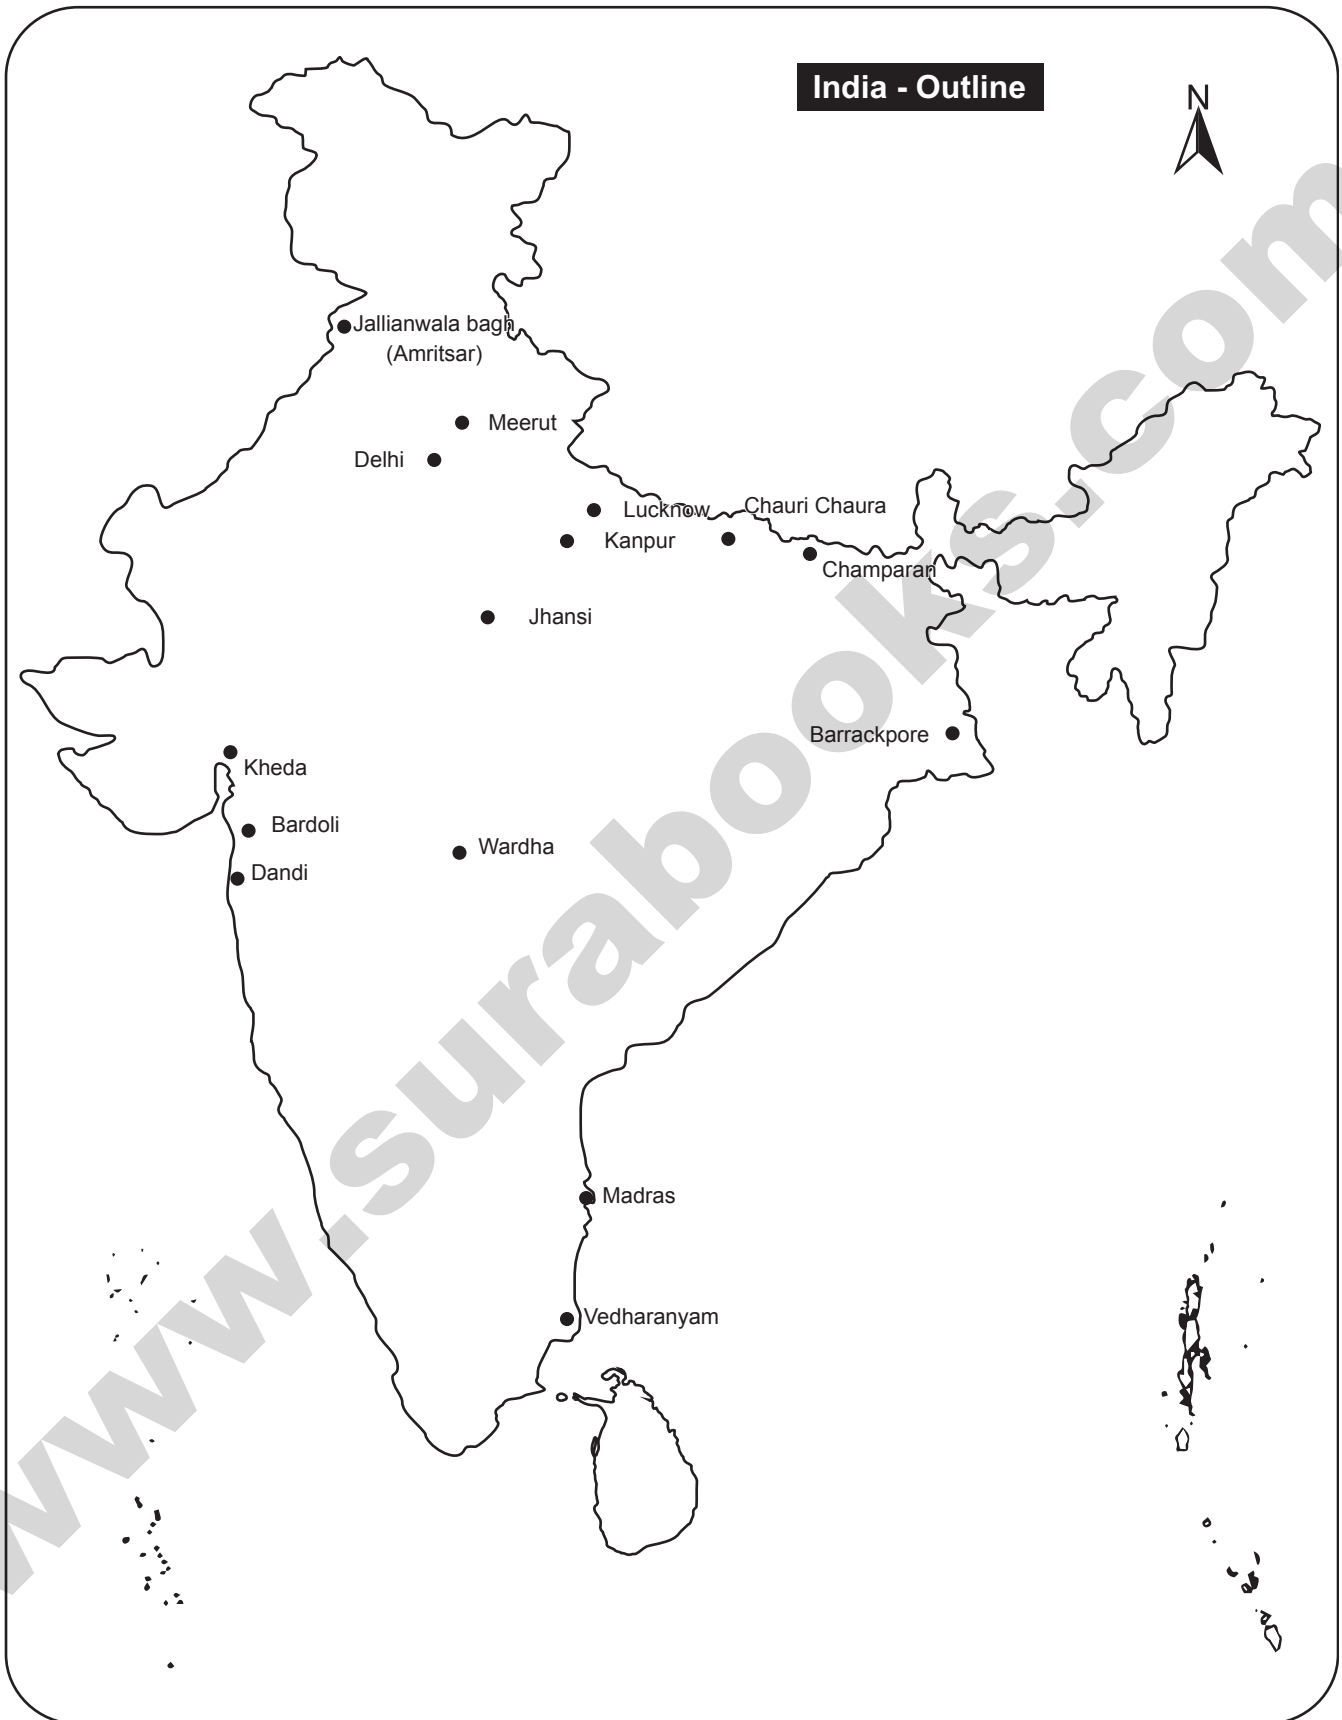 India - Outline
N
Jallianwala bagh
(Amritsar)
Meerut
Delhi
Lucknow
Chauri Chaura
Kanpur
Champaran
Jhansi
Barrackpore
Kheda
Bardoli
Wardha
Dandi
Madras
Vedharanyam
www.surabooks.com